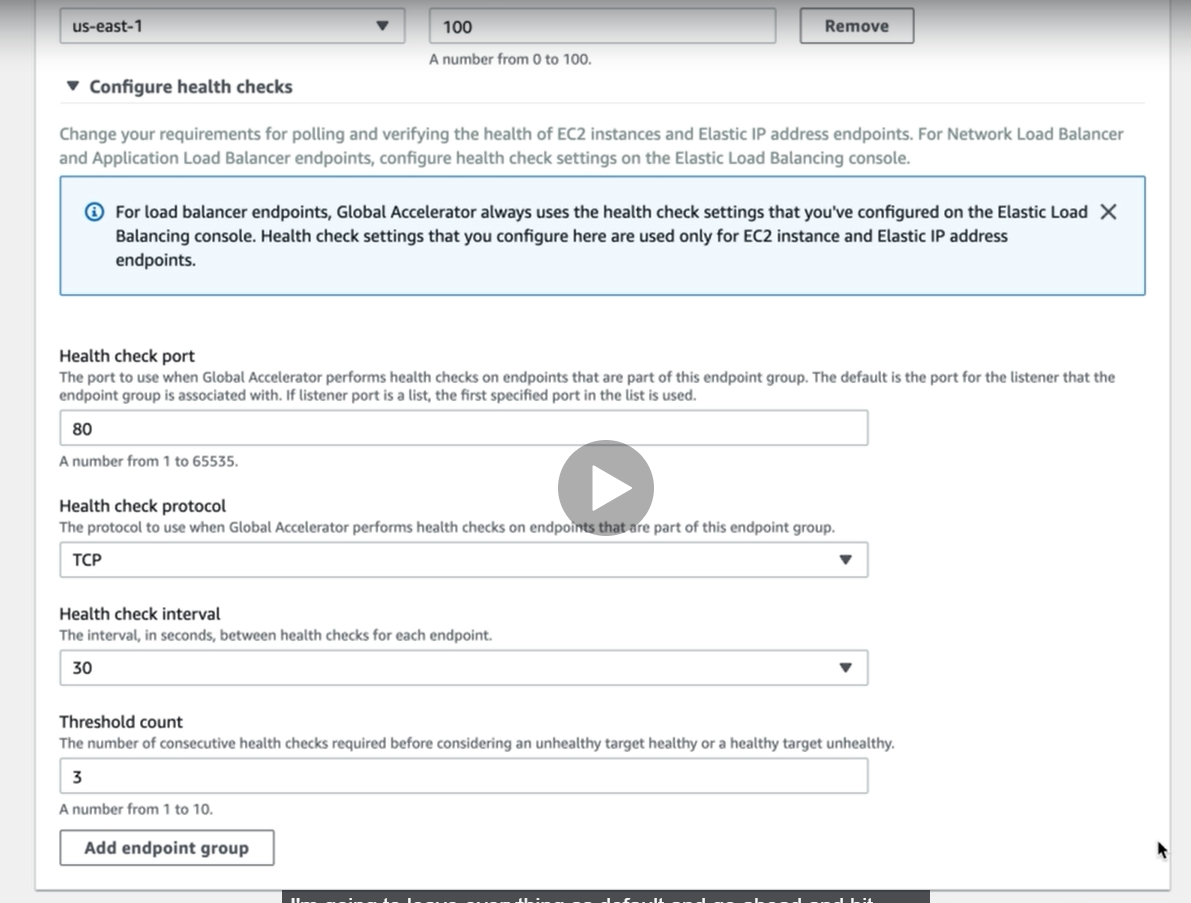 us-east-1
100
Remove
A number from 0 to 100.
Configure health checks
Change your requirements for polling and verifying the health of EC2 instances and Elastic IP address endpoints. For Network Load Balancer
and Application Load Balancer endpoints, configure health check settings on the Elastic Load Balancing console.
For load balancer endpoints, Global Accelerator always uses the health check settings that you've configured on the Elastic Load
Balancing console. Health check settings that you configure here are used only for EC2 instance and Elastic IP address
endpoints.
Health check port
The port to use when Global Accelerator performs health checks on endpoints that are part of this endpoint group. The default is the port for the listener that the
endpoint group is associated with. If listener port is a list, the first specified port in the list is used.
80
A number from 1 to 65535.
Health check protocol
The protocol to use when Global Accelerator performs health checks on endpoints that are part of this endpoint group.
TCP
Health check interval
The interval, in seconds, between health checks for each endpoint.
30
Threshold count
The number of consecutive health checks required before considering an unhealthy target healthy or a healthy target unhealthy.
3
A number from 1 to 10.
Add endpoint group
I'm going to leave everything as default and go ahead and hit